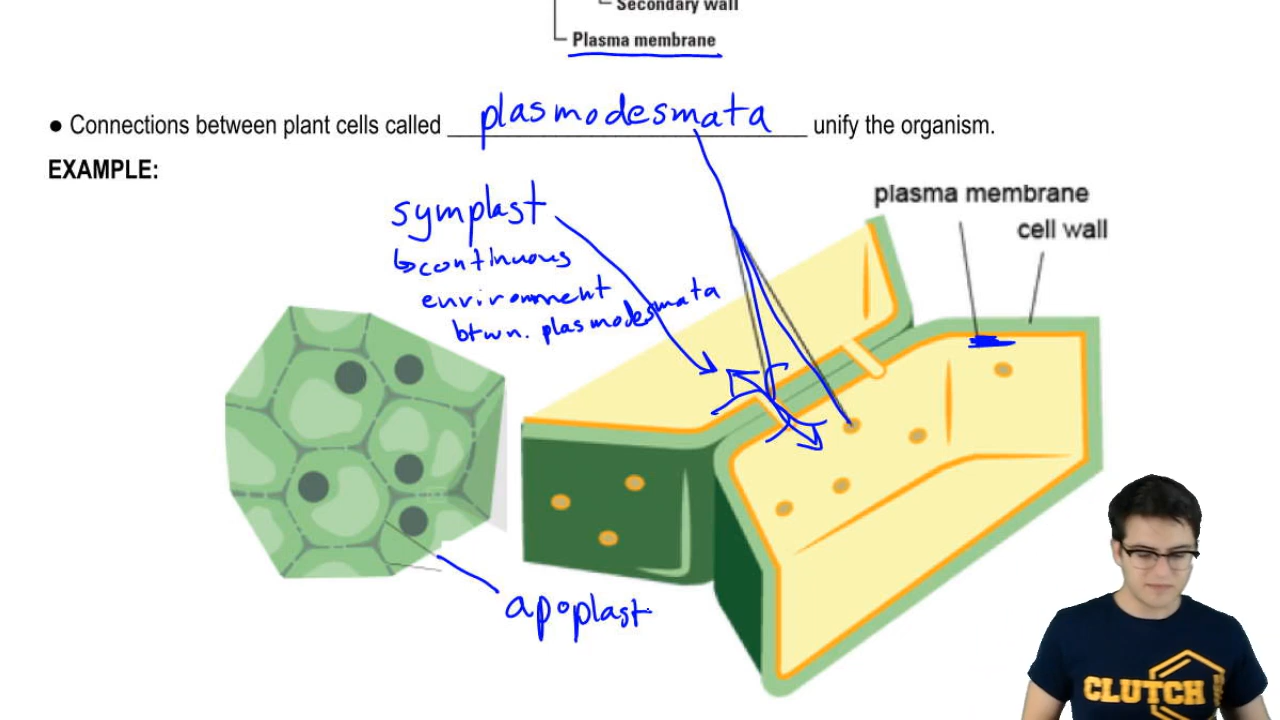 Secondary wall
Plasma membrane
● Connections between plant cells called plasmodesmata unify the organism.
EXAMPLE:
symplast
↳continuous
environment
btwn. plasmodesmata
plasma membrane
cell wall
apoplast
CLUTCH